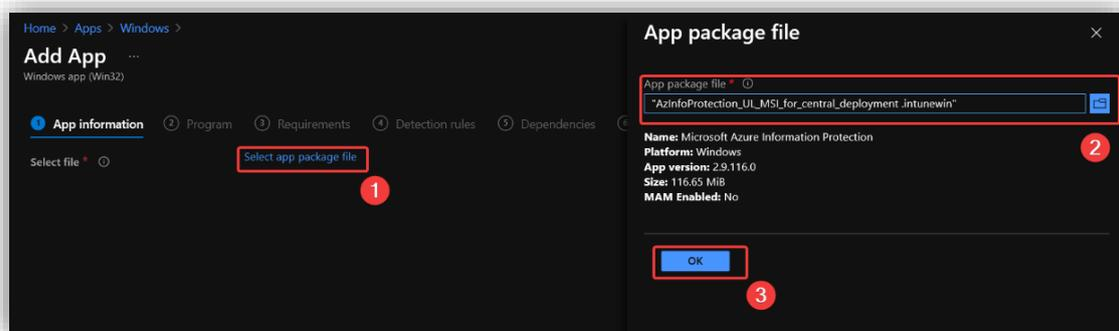 Home > Apps > Windows >
Add App ...
Windows app (Win32)
1 App information 2 Program 3 Requirements 4 Detection rules 5 Dependencies 6
Select file * Select app package file
1
App package file
App package file *
"AzInfoProtection_UL_MSI_for_central_deployment .intunewin"
2
Name: Microsoft Azure Information Protection
Platform: Windows
App version: 2.9.116.0
Size: 116.65 MiB
MAM Enabled: No
OK
3